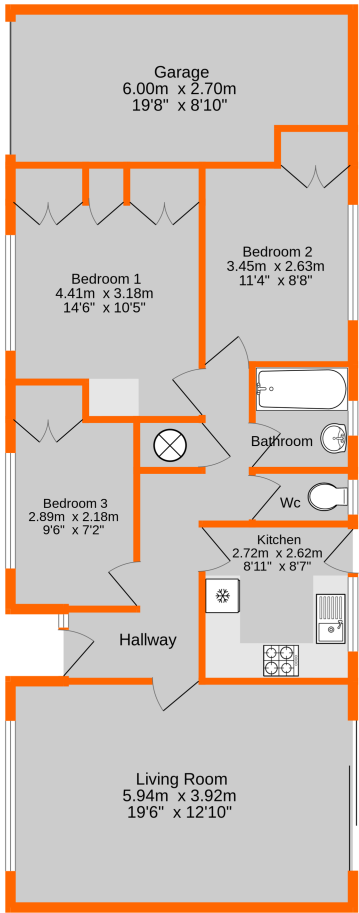 Garage
6.00m x 2.70m
19'8" x 8'10"
Bedroom 2
3.45m x 2.63m
11'4" x 8'8"
Bedroom 1
4.41m x 3.18m
14'6" x 10'5"
Bathroom
Bedroom 3
2.89m x 2.18m
9'6" x 7'2"
Wc
Kitchen
2.72m x 2.62m
8'11" x 8'7"
Hallway
Living Room
5.94m x 3.92m
19'6" x 12'10"